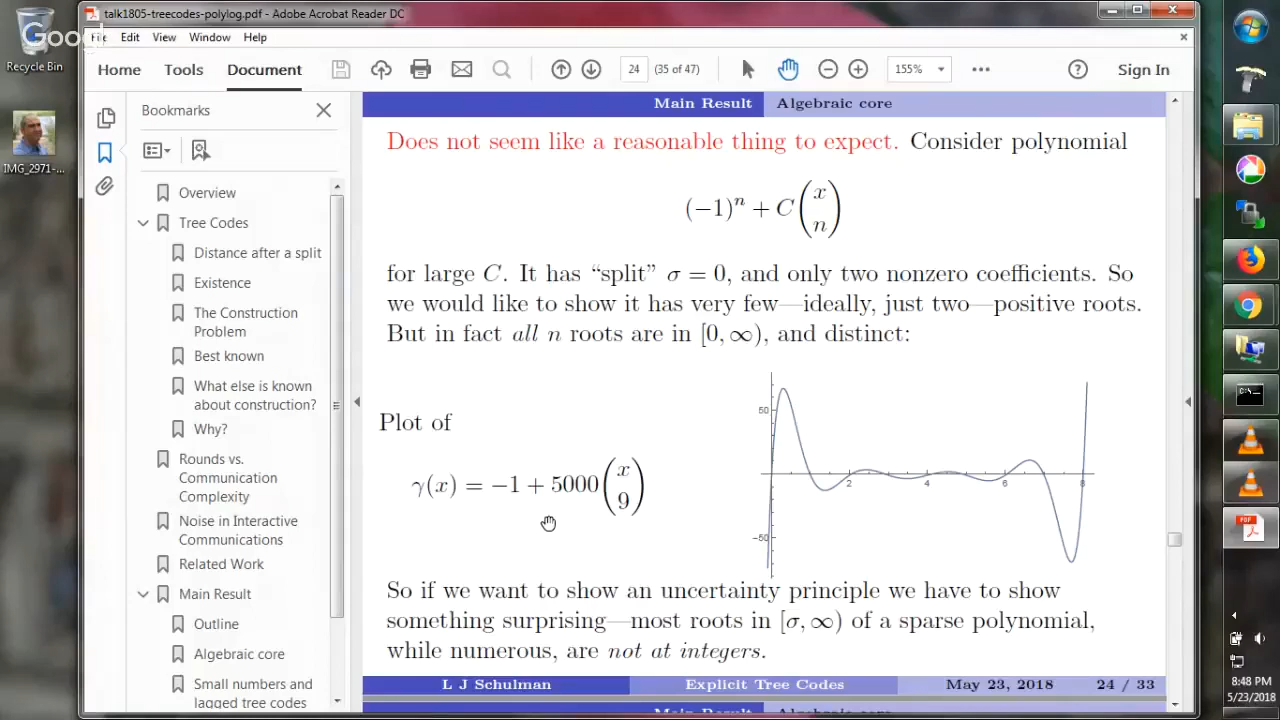 talk1805-treecodes-polylog.pdf - Adobe Acrobat Reader DC
Recycle Bin
Edit View Window Help
Home Tools Document 24 (35 of 47) 155% Sign In
Bookmarks
Overview
Tree Codes
Distance after a split
Existence
The Construction
Problem
Best known
What else is known
about construction?
Why?
Rounds vs.
Communication
Complexity
Noise in Interactive
Communications
Related Work
Main Result
Outline
Algebraic core
Small numbers and
lagged tree codes
IMG_2971-...
Main Result Algebraic core
Does not seem like a reasonable thing to expect. Consider polynomial
(−1)ⁿ + C(x n)
for large C. It has “split” σ = 0, and only two nonzero coefficients. So
we would like to show it has very few—ideally, just two—positive roots.
But in fact all n roots are in [0, ∞), and distinct:
Plot of
γ(x) = −1 + 5000(x 9)
50
2 4 6 8
−50
So if we want to show an uncertainty principle we have to show
something surprising—most roots in [σ, ∞) of a sparse polynomial,
while numerous, are not at integers.
L J Schulman Explicit Tree Codes May 23, 2018 24 / 33
Main Result Algebraic core
8:48 PM
5/23/2018